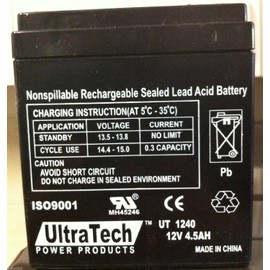 Nonspillable Rechargeable Sealed Lead Acid Battery
CHARGING INSTRUCTION(AT 5°C - 35°C)
APPLICATION VOLTAGE CURRENT
STANDBY 13.5 - 13.8 NO LIMIT
CYCLE USE 14.4 - 15.0 0.3 CAPACITY
CAUTION:
AVOID SHORT CIRCUIT
DO NOT CHARGE IN SEALED CONTAINER
Pb
ISO9001
MH45246
UltraTech
POWER PRODUCTS
UT 1240
12V 4.5AH
MADE IN CHINA